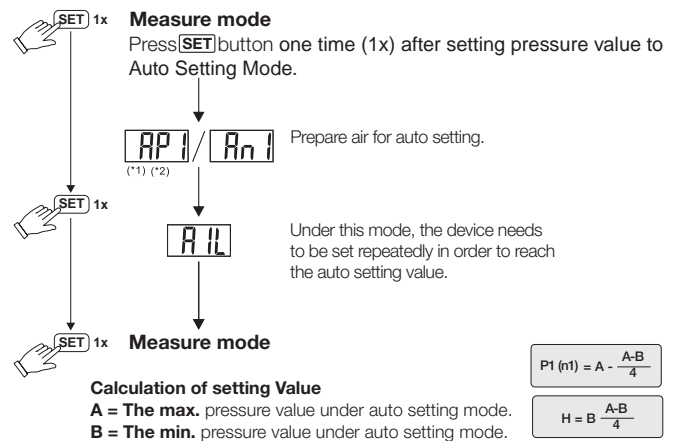 SET 1x Measure mode
Press SET button one time (1x) after setting pressure value to
Auto Setting Mode.
AP1 / An1 Prepare air for auto setting.
(*1) (*2)
SET 1x
A1L Under this mode, the device needs
to be set repeatedly in order to reach
the auto setting value.
SET 1x Measure mode
P1 (n1) = A - A-B
4
Calculation of setting Value
A = The max. pressure value under auto setting mode.
H = B A-B
4
B = The min. pressure value under auto setting mode.